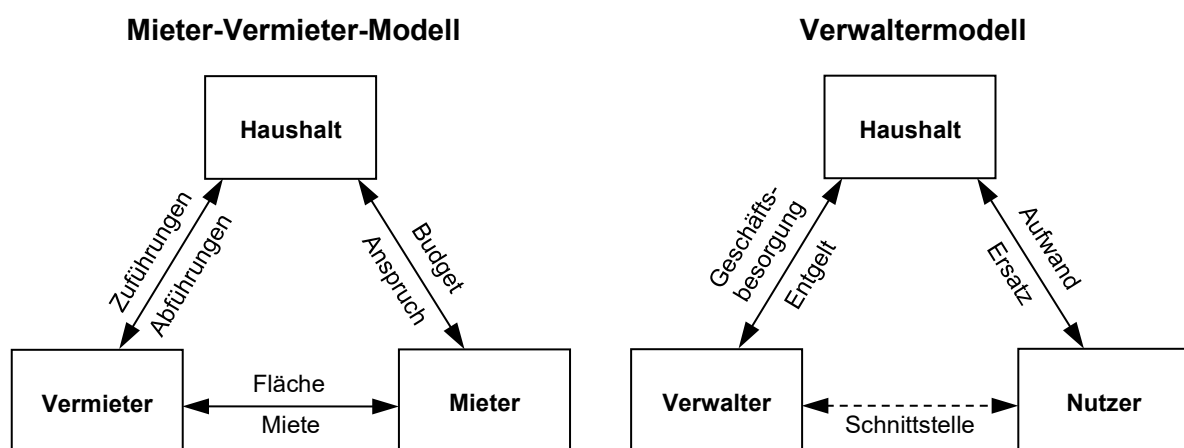 Mieter-Vermieter-Modell
Haushalt
Zuführungen
Abführungen
Budget
Anspruch
Vermieter
Fläche
Miete
Mieter
Verwaltermodell
Haushalt
Geschäfts-
besorgung
Entgelt
Aufwand
Ersatz
Verwalter
Schnittstelle
Nutzer